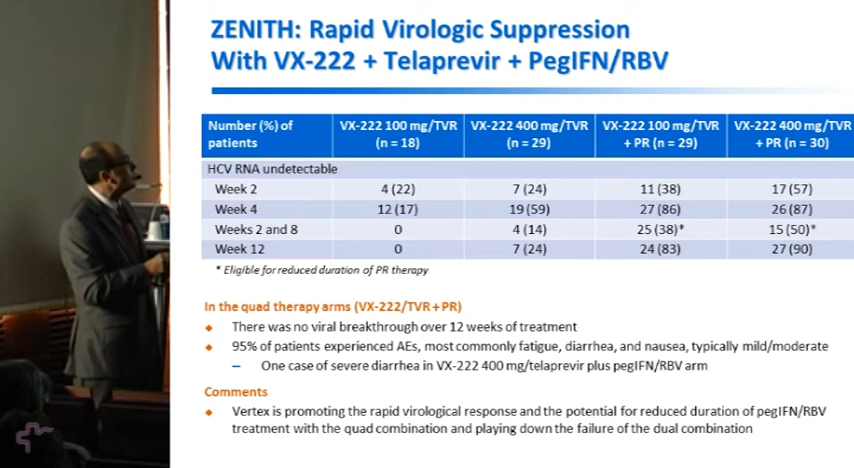 ZENITH: Rapid Virologic Suppression
With VX-222 + Telaprevir + PegIFN/RBV
Number (%) of patients VX-222 100 mg/TVR (n = 18) VX-222 400 mg/TVR (n = 29) VX-222 100 mg/TVR + PR (n = 29) VX-222 400 mg/TVR + PR (n = 30)
HCV RNA undetectable
Week 2 4 (22) 7 (24) 11 (38) 17 (57)
Week 4 12 (17) 19 (59) 27 (86) 26 (87)
Weeks 2 and 8 0 4 (14) 25 (38)* 15 (50)*
Week 12 0 7 (24) 24 (83) 27 (90)
* Eligible for reduced duration of PR therapy
In the quad therapy arms (VX-222/TVR + PR)
◆ There was no viral breakthrough over 12 weeks of treatment
◆ 95% of patients experienced AEs, most commonly fatigue, diarrhea, and nausea, typically mild/moderate
– One case of severe diarrhea in VX-222 400 mg/telaprevir plus pegIFN/RBV arm
Comments
◆ Vertex is promoting the rapid virological response and the potential for reduced duration of pegIFN/RBV
treatment with the quad combination and playing down the failure of the dual combination